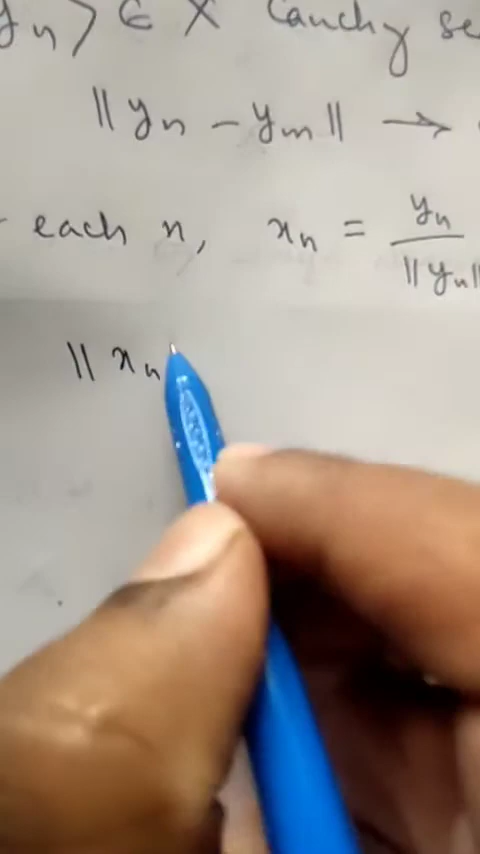 yₙ > ∈ X Cauchy se
‖ yₙ − yₘ ‖ →
each n, xₙ = yₙ / ‖ yₙ ‖
‖ xₙ